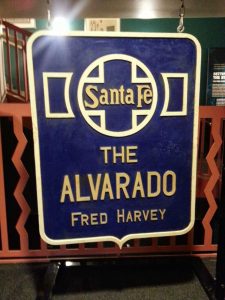 Santa Fe
THE
ALVARADO
FRED HARVEY